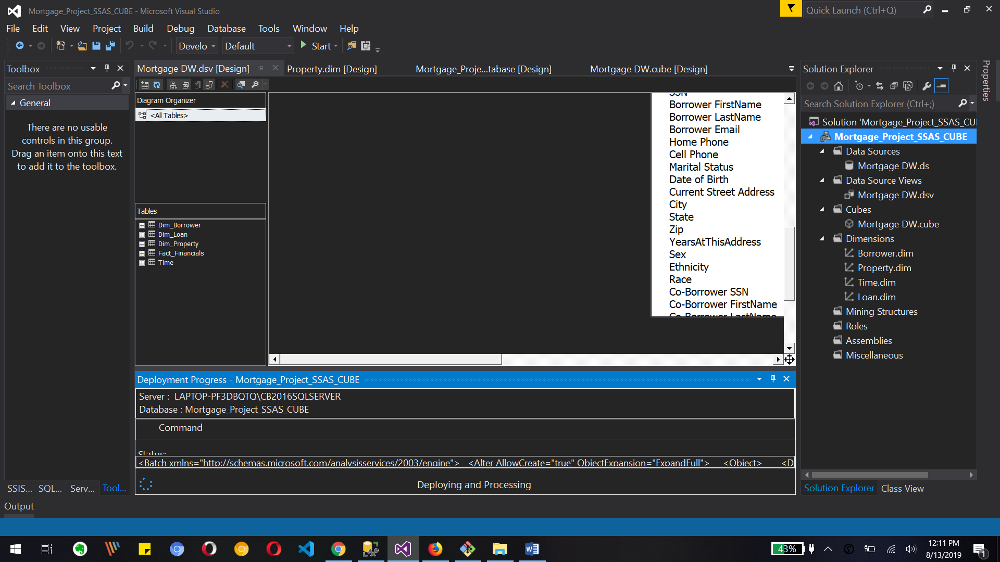 Mortgage_Project_SSAS_CUBE - Microsoft Visual Studio
Quick Launch (Ctrl+Q)
File Edit View Project Build Debug Database Tools Window Help
Develo Default Start
Toolbox
Search Toolbox
General
There are no usable
controls in this group.
Drag an item onto this text
to add it to the toolbox.
SSIS... SQL... Serv... Tool...
Output
Mortgage DW.dsv [Design] Property.dim [Design] Mortgage_Proje...tabase [Design] Mortgage DW.cube [Design]
Diagram Organizer
<All Tables>
Tables
Dim_Borrower
Dim_Loan
Dim_Property
Fact_Financials
Time
SSN
Borrower FirstName
Borrower LastName
Borrower Email
Home Phone
Cell Phone
Marital Status
Date of Birth
Current Street Address
City
State
Zip
YearsAtThisAddress
Sex
Ethnicity
Race
Co-Borrower SSN
Co-Borrower FirstName
Co-Borrower LastName
Deployment Progress - Mortgage_Project_SSAS_CUBE
Server : LAPTOP-PF3DBQTQ\CB2016SQLSERVER
Database : Mortgage_Project_SSAS_CUBE
Command
Status:
<Batch xmlns="http://schemas.microsoft.com/analysisservices/2003/engine"> <Alter AllowCreate="true" ObjectExpansion="ExpandFull"> <Object> <D
Deploying and Processing
Solution Explorer
Search Solution Explorer (Ctrl+;)
Solution 'Mortgage_Project_SSAS_CU
Mortgage_Project_SSAS_CUBE
Data Sources
Mortgage DW.ds
Data Source Views
Mortgage DW.dsv
Cubes
Mortgage DW.cube
Dimensions
Borrower.dim
Property.dim
Time.dim
Loan.dim
Mining Structures
Roles
Assemblies
Miscellaneous
Solution Explorer Class View
Properties
43%
12:11 PM
8/13/2019
1